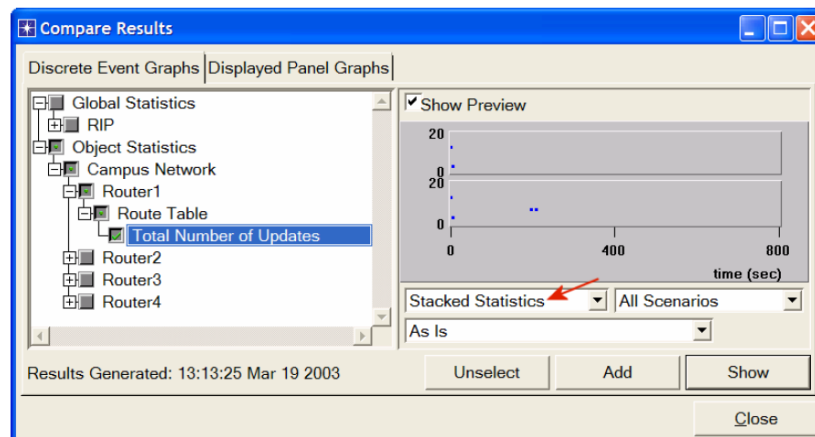 Compare Results
Discrete Event Graphs Displayed Panel Graphs
Global Statistics
RIP
Object Statistics
Campus Network
Router1
Route Table
Total Number of Updates
Router2
Router3
Router4
Show Preview
20
0
20
0
0 400 800
time (sec)
Stacked Statistics All Scenarios
As Is
Results Generated: 13:13:25 Mar 19 2003 Unselect Add Show
Close